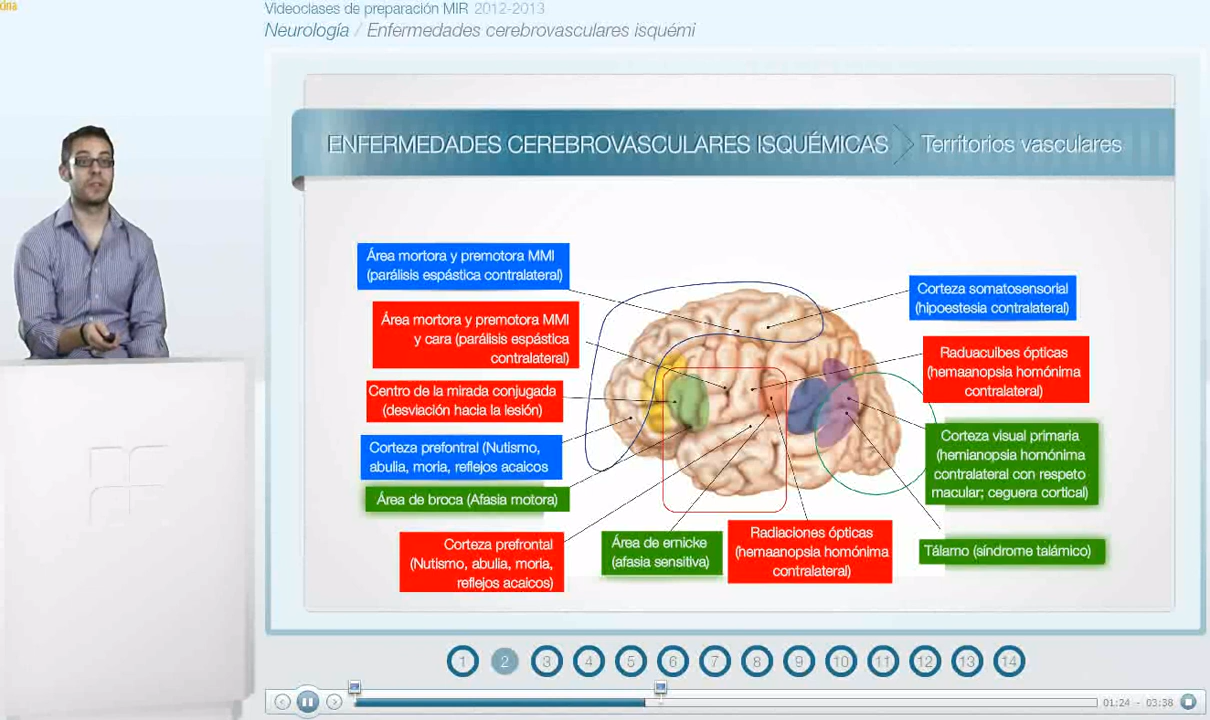 dna
Videoclases de preparación MIR 2012-2013
Neurología / Enfermedades cerebrovasculares isquémi
ENFERMEDADES CEREBROVASCULARES ISQUÉMICAS
Territorios vasculares
Área mortora y premotora MMI
(parálisis espástica contralateral)
Área mortora y premotora MMI
y cara (parálisis espástica
contralateral)
Centro de la mirada conjugada
(desviación hacia la lesión)
Corteza prefontral (Nutismo,
abulia, moria, reflejos acaicos
Área de broca (Afasia motora)
Corteza prefrontal
(Nutismo, abulia, moria,
reflejos acaicos)
Área de ernicke
(afasia sensitiva)
Radiaciones ópticas
(hemaanopsia homónima
contralateral)
Corteza somatosensorial
(hipoestesia contralateral)
Raduacuibes ópticas
(hemaanopsia homónima
contralateral)
Corteza visual primaria
(hemianopsia homónima
contralateral con respeto
macular; ceguera cortical)
Tálamo (síndrome talámico)
1 2 3 4 5 6 7 8 9 10 11 12 13 14
01:24 - 03:38